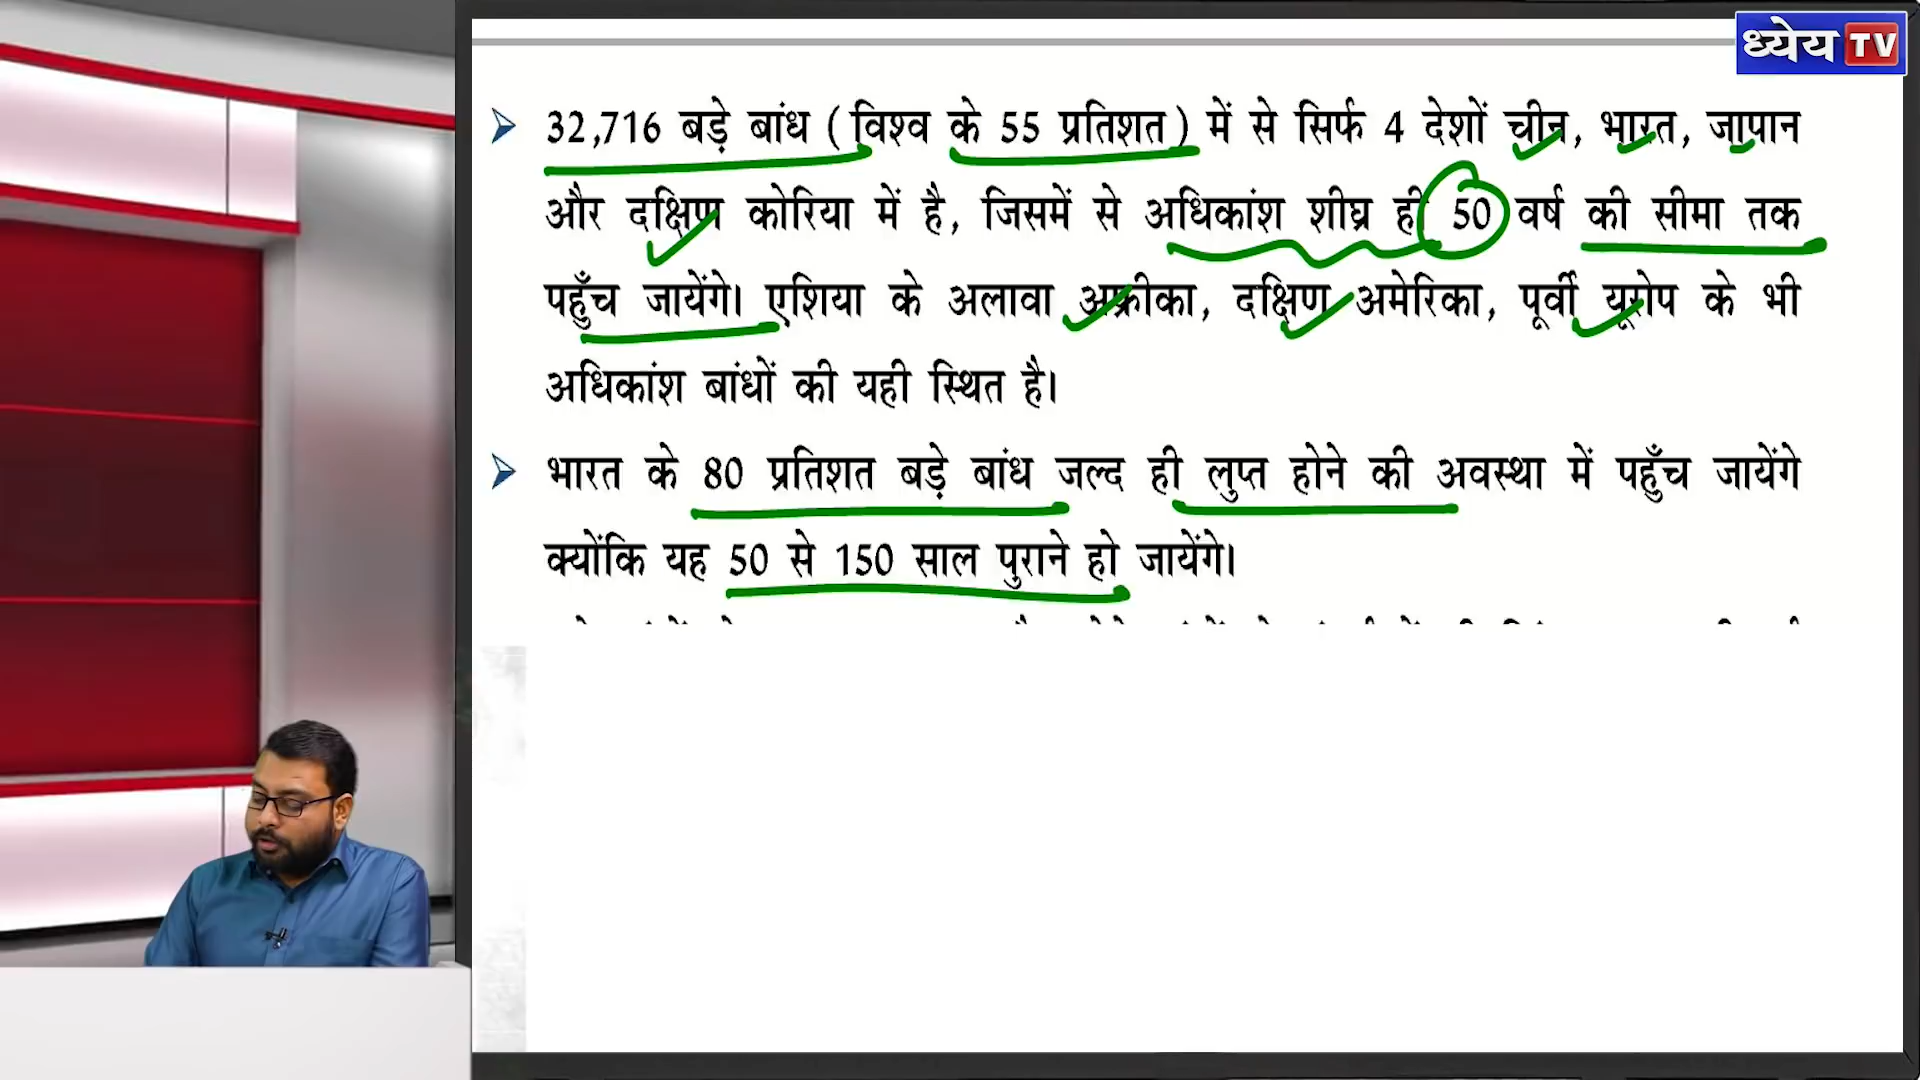 ध्येय TV
32,716 बड़े बांध (विश्व के 55 प्रतिशत) में से सिर्फ 4 देशों चीन, भारत, जापान
और दक्षिण कोरिया में है, जिसमें से अधिकांश शीघ्र ही 50 वर्ष की सीमा तक
पहुँच जायेंगे। एशिया के अलावा अफ्रीका, दक्षिण अमेरिका, पूर्वी यूरोप के भी
अधिकांश बांधों की यही स्थित है।
भारत के 80 प्रतिशत बड़े बांध जल्द ही लुप्त होने की अवस्था में पहुँच जायेंगे
क्योंकि यह 50 से 150 साल पुराने हो जायेंगे।